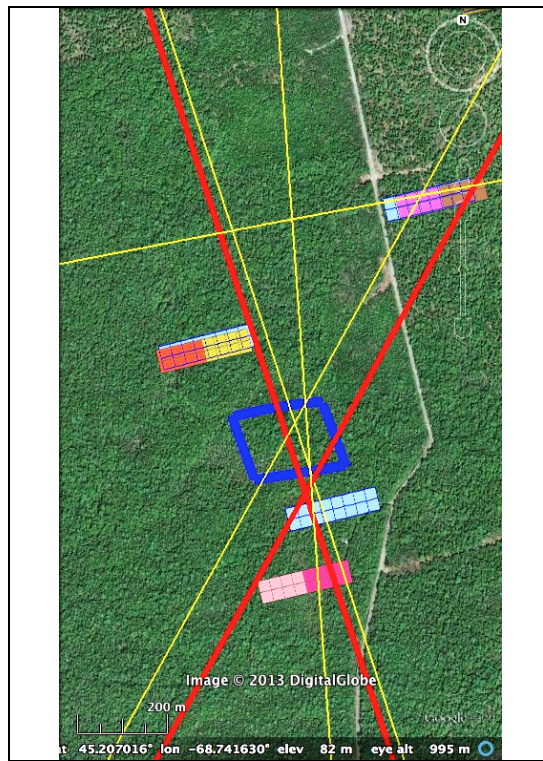 N
Image © 2013 DigitalGlobe
200 m
Google
at 45.207016° lon -68.741630° elev 82 m eye alt 995 m